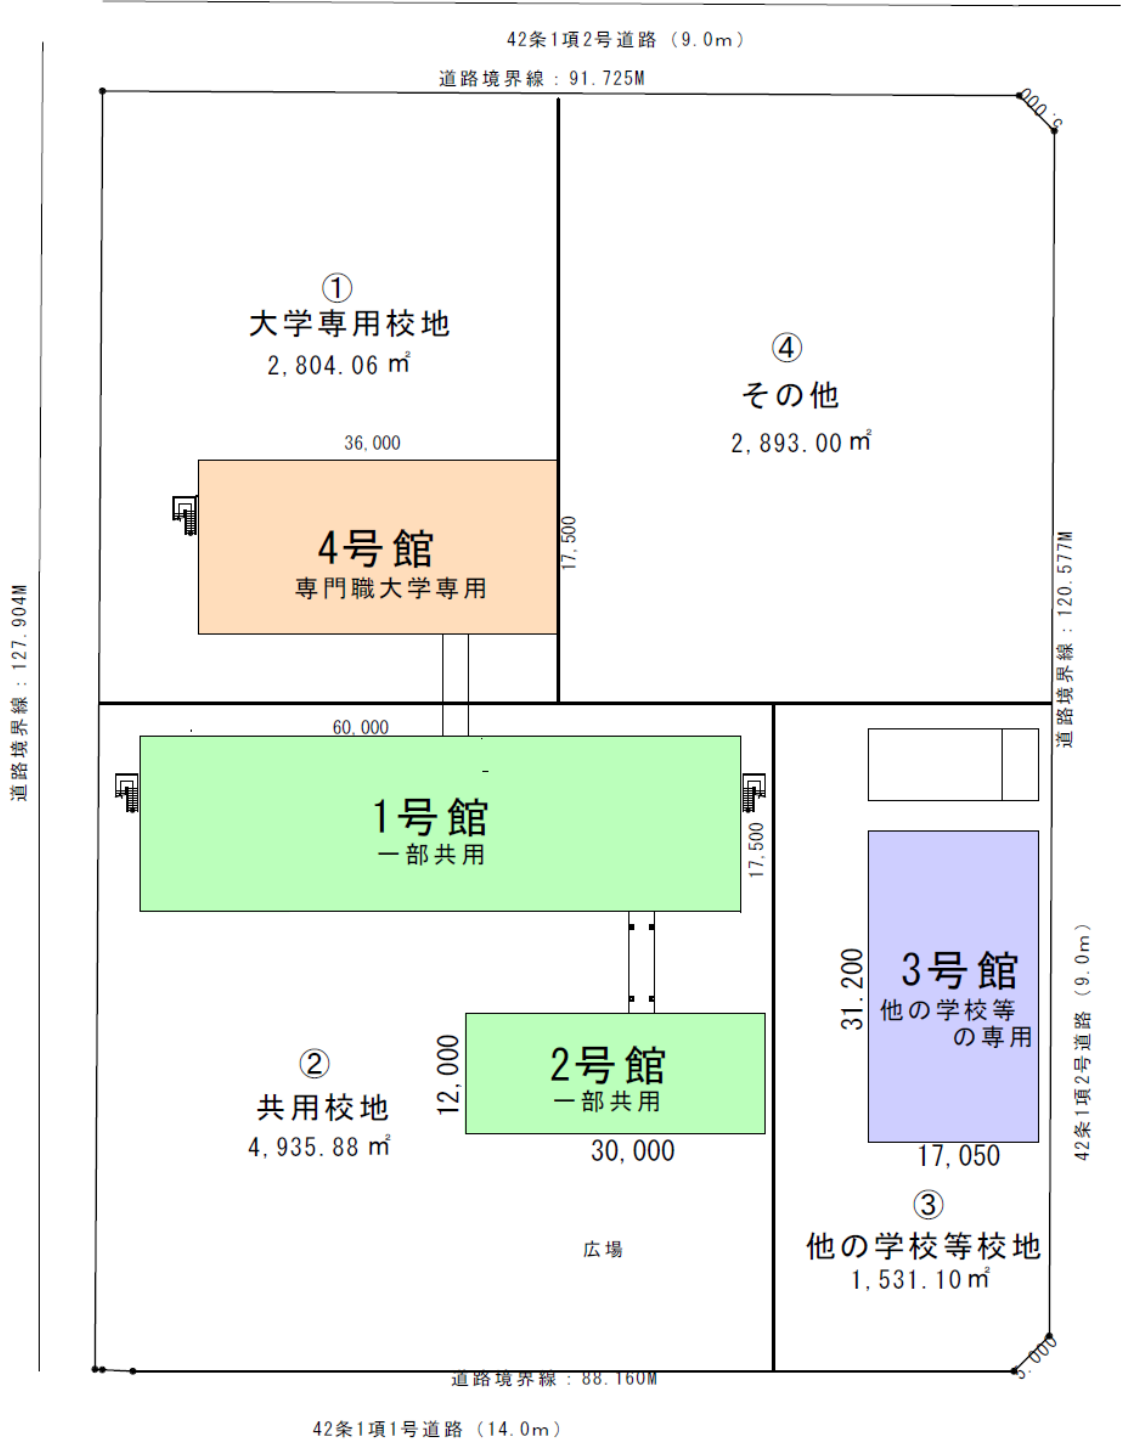 42条1項2号道路（9.0m）
道路境界線：91.725M
5.000
①
大学専用校地
2,804.06㎡
④
その他
2,893.00㎡
36,000
4号館
専門職大学専用
17,500
道路境界線：127.904M
道路境界線：120.577M
60,000
1号館
一部共用
17,500
31.200
3号館
他の学校等
の専用
17,050
42条1項2号道路（9.0m）
12,000
2号館
一部共用
30,000
②
共用校地
4,935.88㎡
③
他の学校等校地
1,531.10㎡
広場
5.000
道路境界線：88.160M
42条1項1号道路（14.0m）